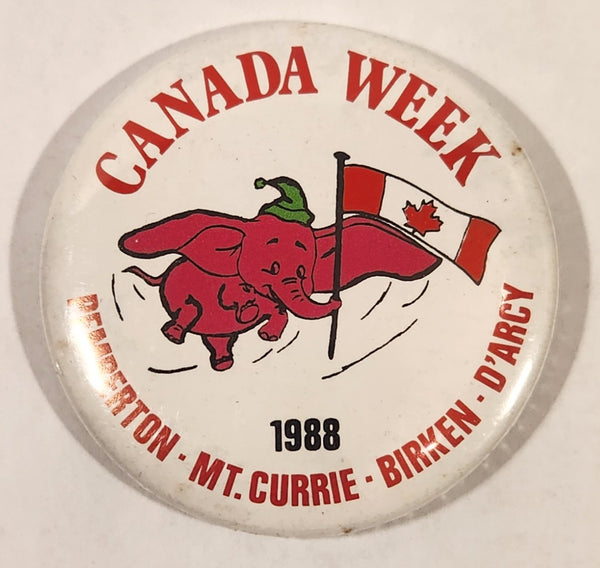 CANADA WEEK
1988
PEMBERTON · MT. CURRIE · BIRKEN · D'ARCY